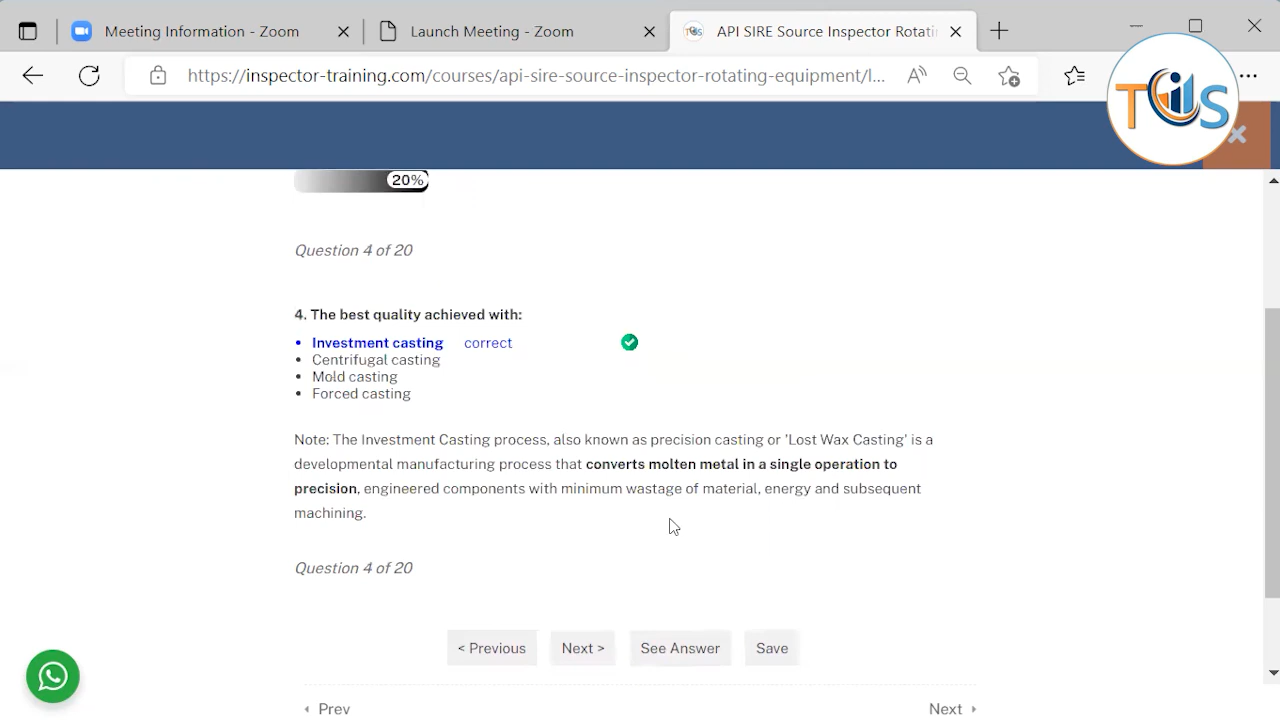 Meeting Information - Zoom
Launch Meeting - Zoom
API SIRE Source Inspector Rotati
https://inspector-training.com/courses/api-sire-source-inspector-rotating-equipment/l...
20%
Question 4 of 20
4. The best quality achieved with:
Investment casting correct
Centrifugal casting
Mold casting
Forced casting
Note: The Investment Casting process, also known as precision casting or 'Lost Wax Casting' is a
developmental manufacturing process that converts molten metal in a single operation to
precision, engineered components with minimum wastage of material, energy and subsequent
machining.
Question 4 of 20
< Previous
Next >
See Answer
Save
Prev
Next